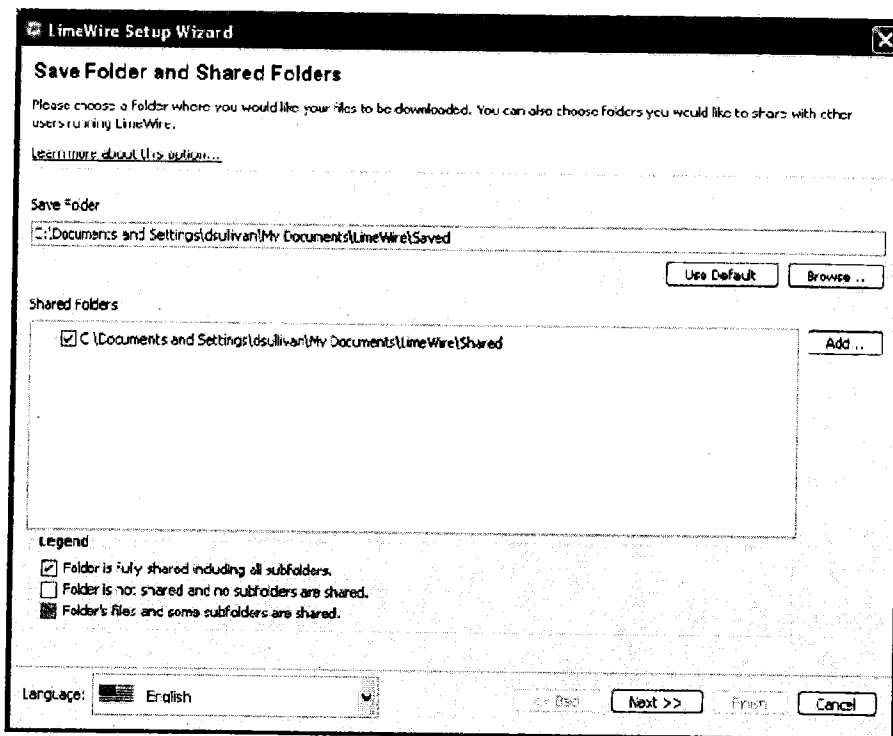 LimeWire Setup Wizard
Save Folder and Shared Folders
Please choose a folder where you would like your files to be downloaded. You can also choose folders you would like to share with other
users running LimeWire.
Learn more about this option...
Save Folder
C:\Documents and Settings\dsullivan\My Documents\LimeWire\Saved
Use Default
Browse ..
Shared Folders
C:\Documents and Settings\dsullivan\My Documents\LimeWire\Shared
Add ..
Legend
Folder is fully shared including all subfolders.
Folder is not shared and no subfolders are shared.
Folder's files and some subfolders are shared.
Language:
English
<< Back
Next >>
Finish
Cancel